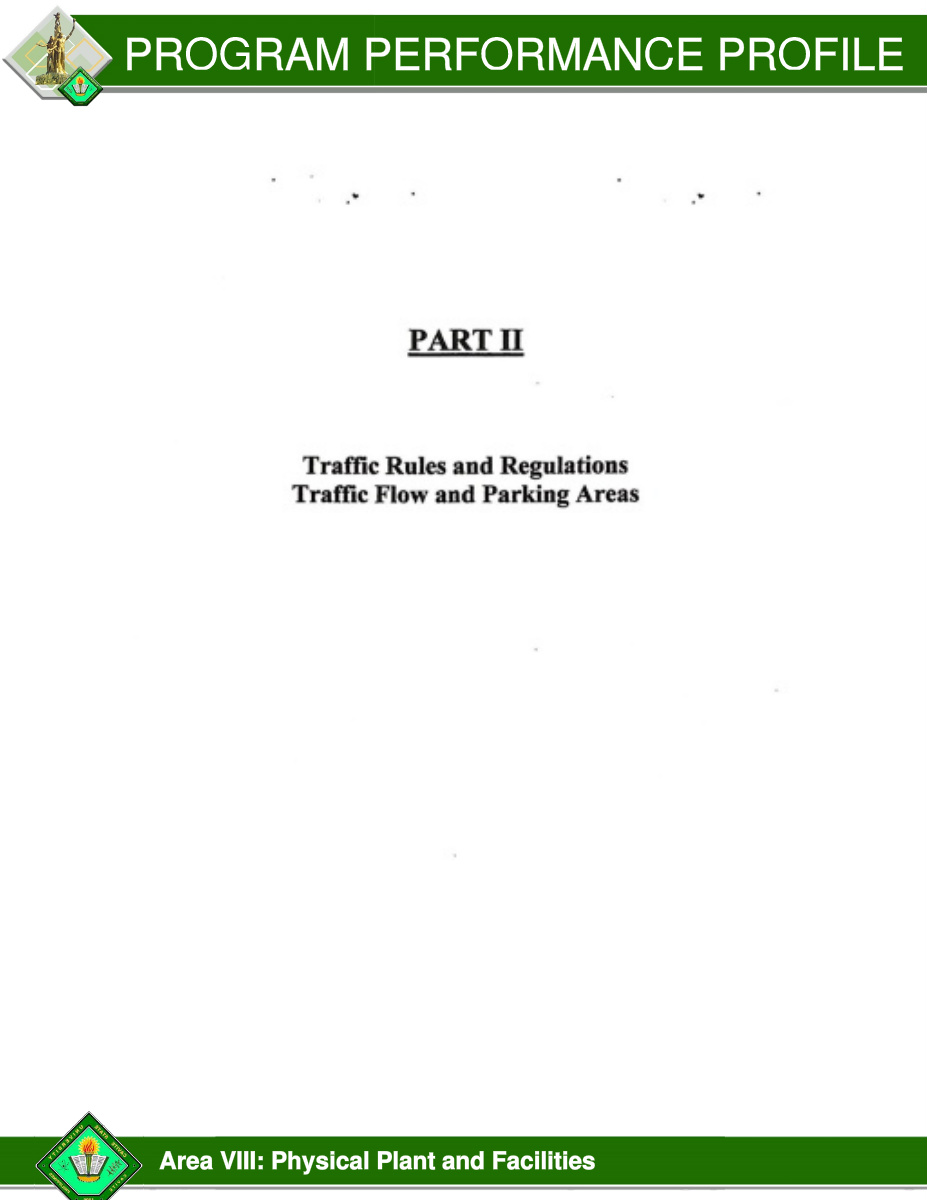 PROGRAM PERFORMANCE PROFILE
PART II
Traffic Rules and Regulations
Traffic Flow and Parking Areas
Area VIII: Physical Plant and Facilities